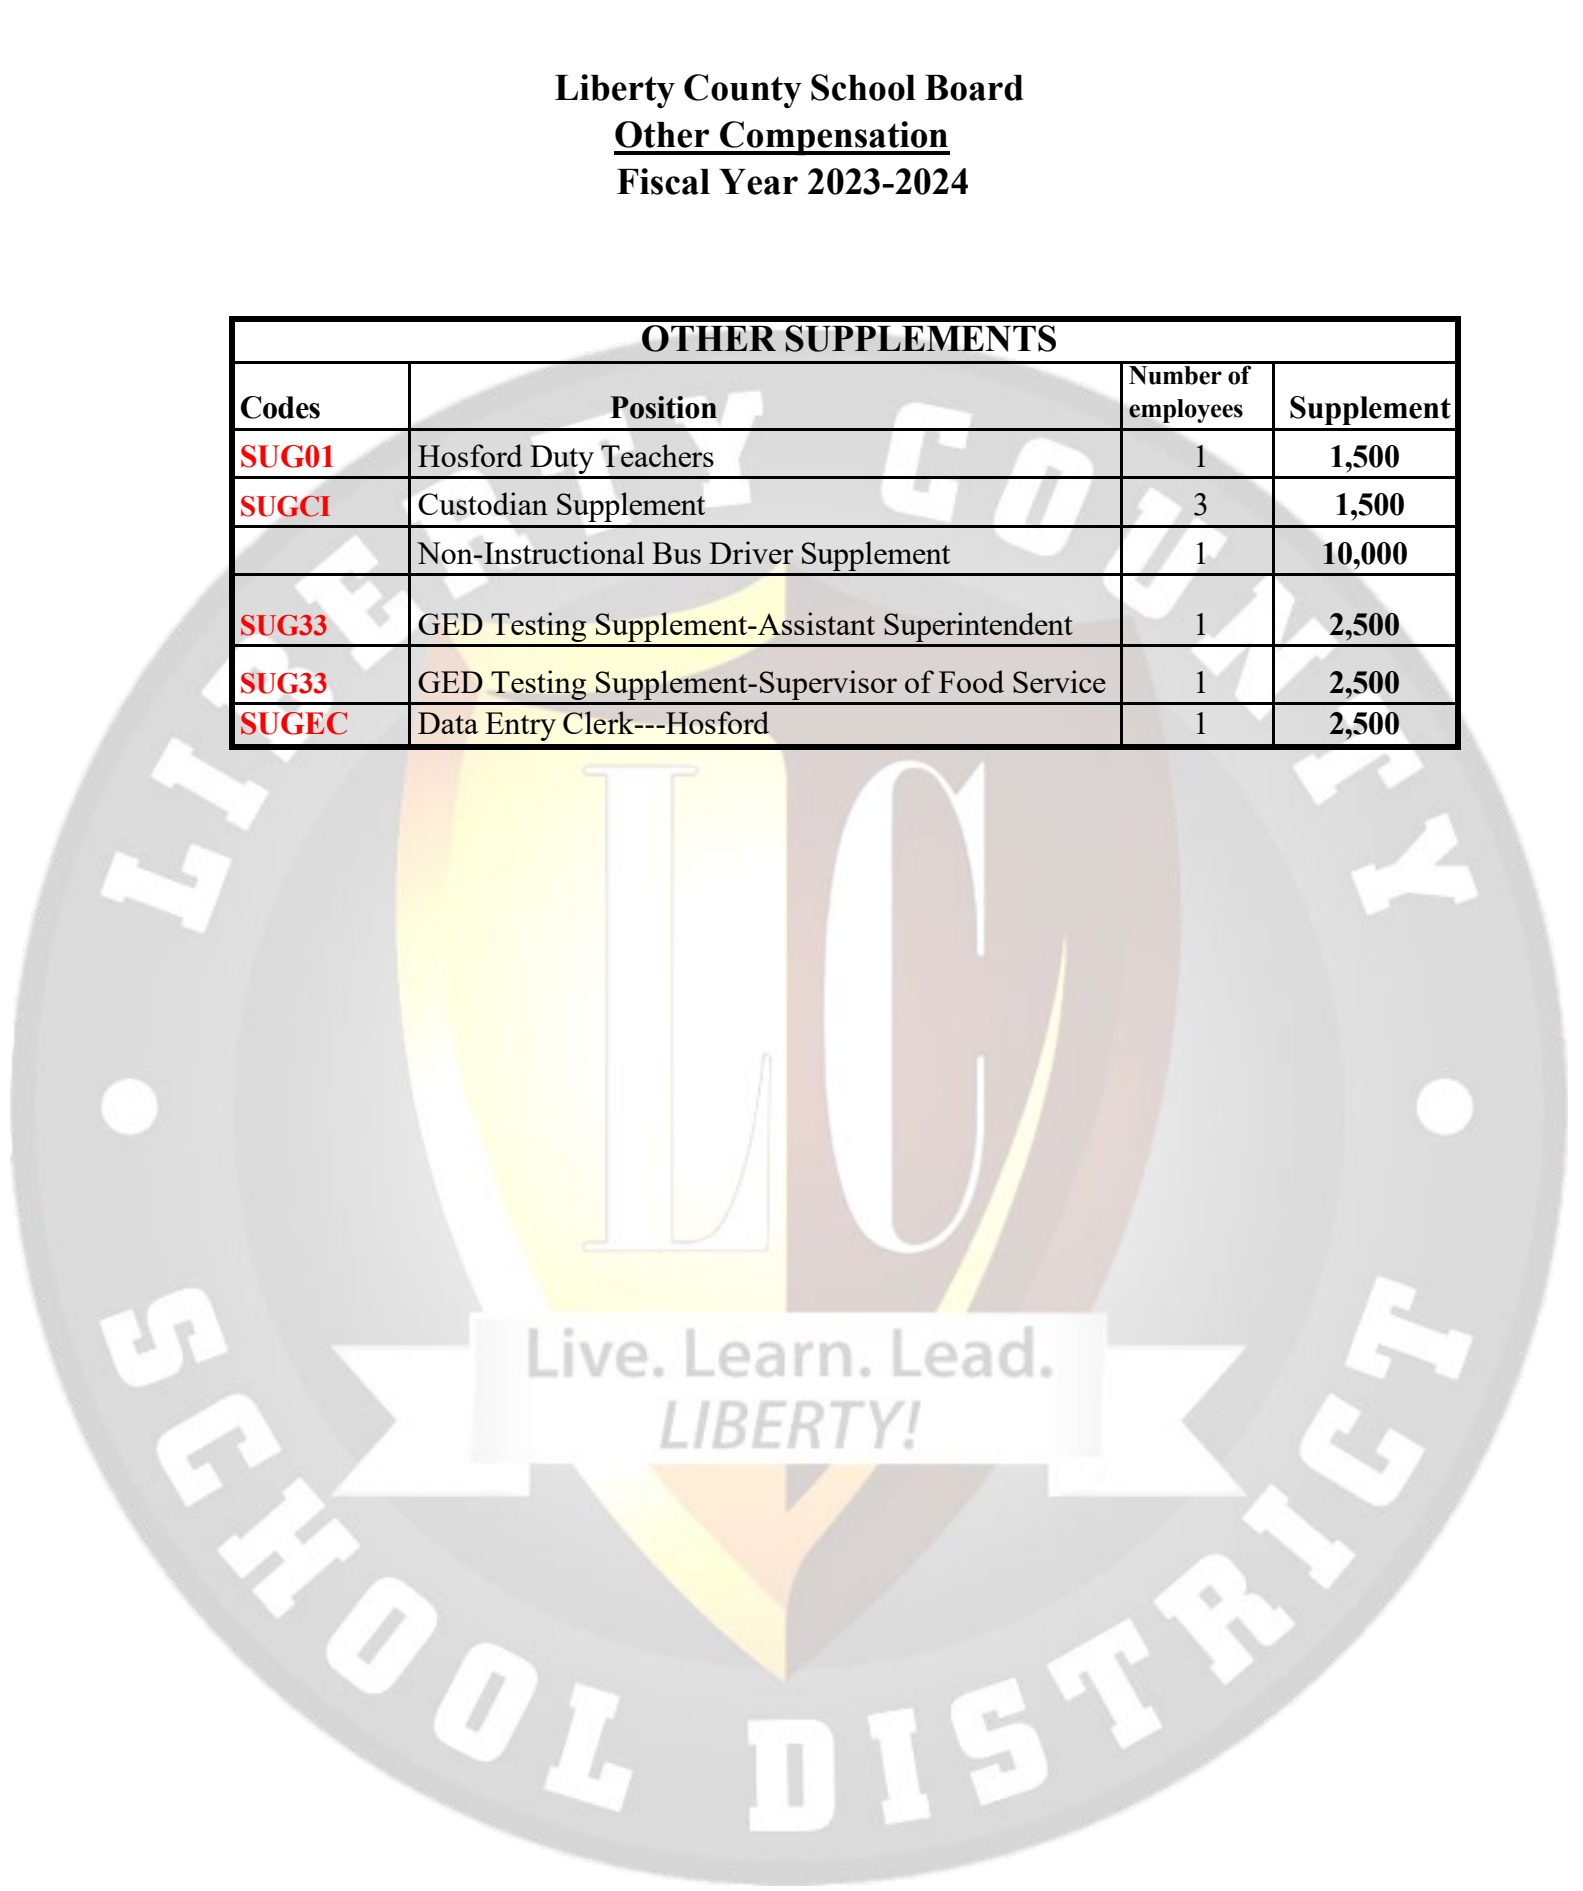 Liberty County School Board
Other Compensation
Fiscal Year 2023-2024
OTHER SUPPLEMENTS
Codes Position Number of employees Supplement
SUG01 Hosford Duty Teachers 1 1,500
SUGCI Custodian Supplement 3 1,500
Non-Instructional Bus Driver Supplement 1 10,000
SUG33 GED Testing Supplement-Assistant Superintendent 1 2,500
SUG33 GED Testing Supplement-Supervisor of Food Service 1 2,500
SUGEC Data Entry Clerk---Hosford 1 2,500
LIBERTY COUNTY
LC
Live. Learn. Lead.
LIBERTY!
SCHOOL DISTRICT